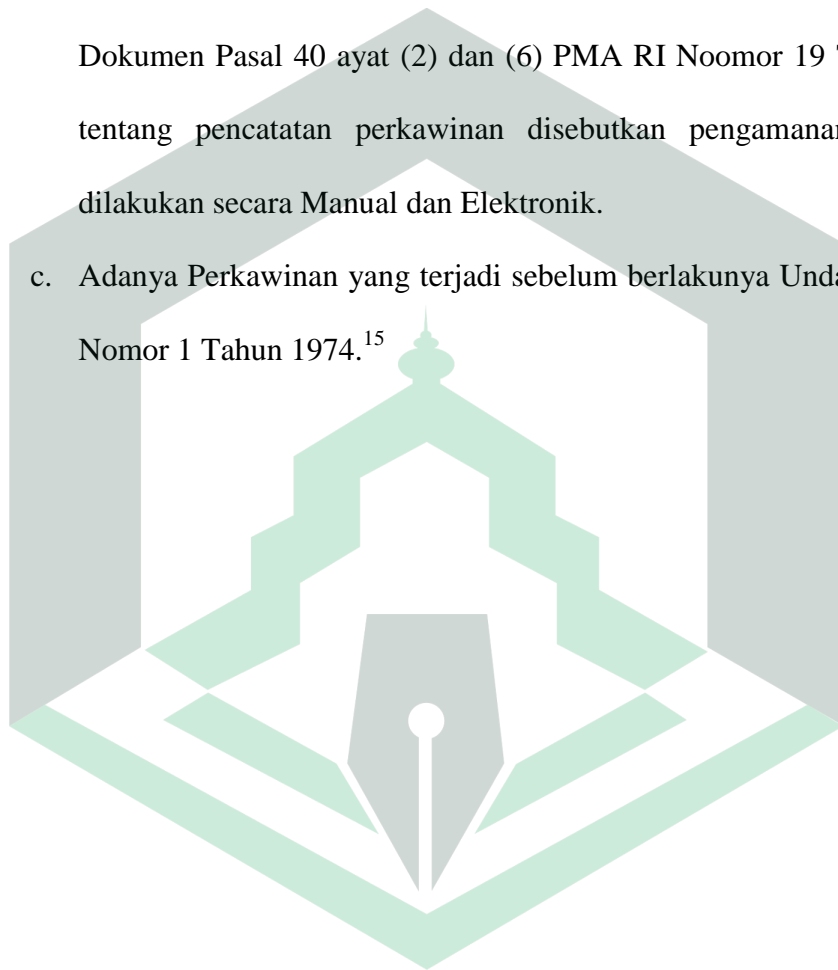 Dokumen Pasal 40 ayat (2) dan (6) PMA RI Noomor 19
tentang pencatatan perkawinan disebutkan pengamanan
dilakukan secara Manual dan Elektronik.
c. Adanya Perkawinan yang terjadi sebelum berlakunya
Nomor 1 Tahun 1974.15